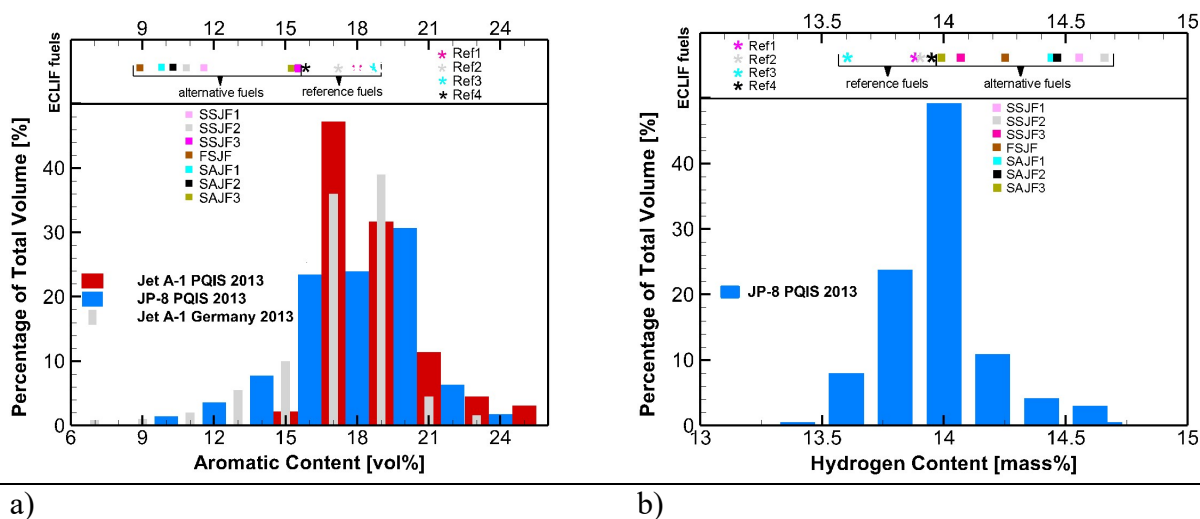 9 12 15 18 21 24
ECLIF fuels
alternative fuels
reference fuels
Ref1
Ref2
Ref3
Ref4
SSJF1
SSJF2
SSJF3
FSJF
SAJF1
SAJF2
SAJF3
Percentage of Total Volume [%]
40
30
20
10
0
Jet A-1 PQIS 2013
JP-8 PQIS 2013
Jet A-1 Germany 2013
6 9 12 15 18 21 24
Aromatic Content [vol%]
a)
13.5 14 14.5 15
ECLIF fuels
Ref1
Ref2
Ref3
Ref4
reference fuels
alternative fuels
SSJF1
SSJF2
SSJF3
FSJF
SAJF1
SAJF2
SAJF3
Percentage of Total Volume [%]
40
30
20
10
0
JP-8 PQIS 2013
13 13.5 14 14.5 15
Hydrogen Content [mass%]
b)